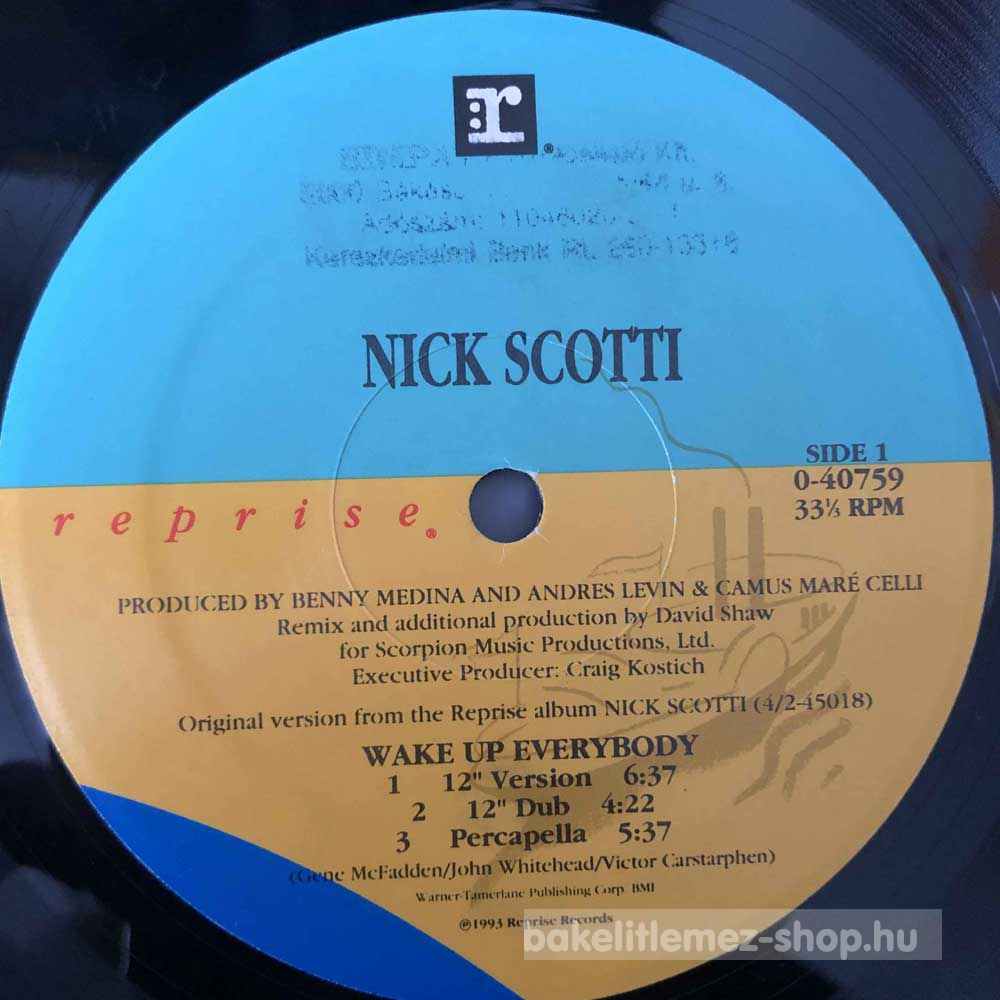 r
NICK SCOTTI
SIDE 1
0-40759
33⅓ RPM
reprise®
PRODUCED BY BENNY MEDINA AND ANDRES LEVIN & CAMUS MARÉ CELLI
Remix and additional production by David Shaw
for Scorpion Music Productions, Ltd.
Executive Producer: Craig Kostich
Original version from the Reprise album NICK SCOTTI (4/2-45018)
WAKE UP EVERYBODY
1 12" Version 6:37
2 12" Dub 4:22
3 Percapella 5:37
(Gene McFadden/John Whitehead/Victor Carstarphen)
Warner-Tamerlane Publishing Corp. BMI
℗1993 Reprise Records
bakelitlemez-shop.hu